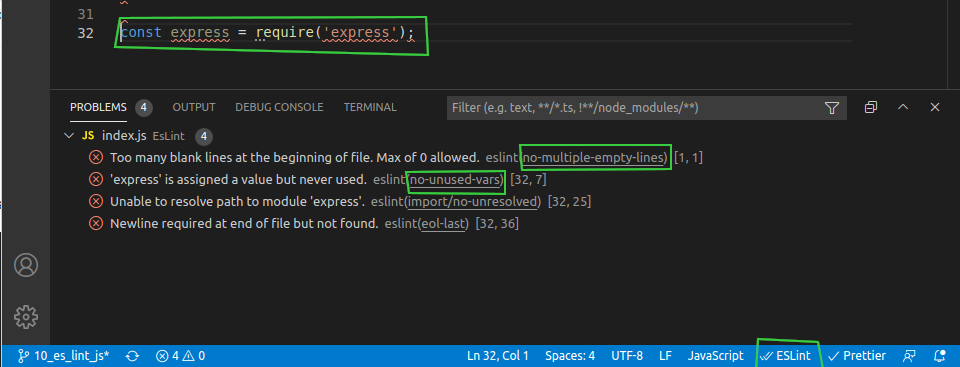 31
32 const express = require('express');
PROBLEMS 4 OUTPUT DEBUG CONSOLE TERMINAL Filter (e.g. text, **/*.ts, !**/node_modules/**)
JS index.js EsLint 4
Too many blank lines at the beginning of file. Max of 0 allowed. eslint(no-multiple-empty-lines) [1, 1]
'express' is assigned a value but never used. eslint(no-unused-vars) [32, 7]
Unable to resolve path to module 'express'. eslint(import/no-unresolved) [32, 25]
Newline required at end of file but not found. eslint(eol-last) [32, 36]
10_es_lint_js* 4 0 Ln 32, Col 1 Spaces: 4 UTF-8 LF JavaScript ESLint Prettier